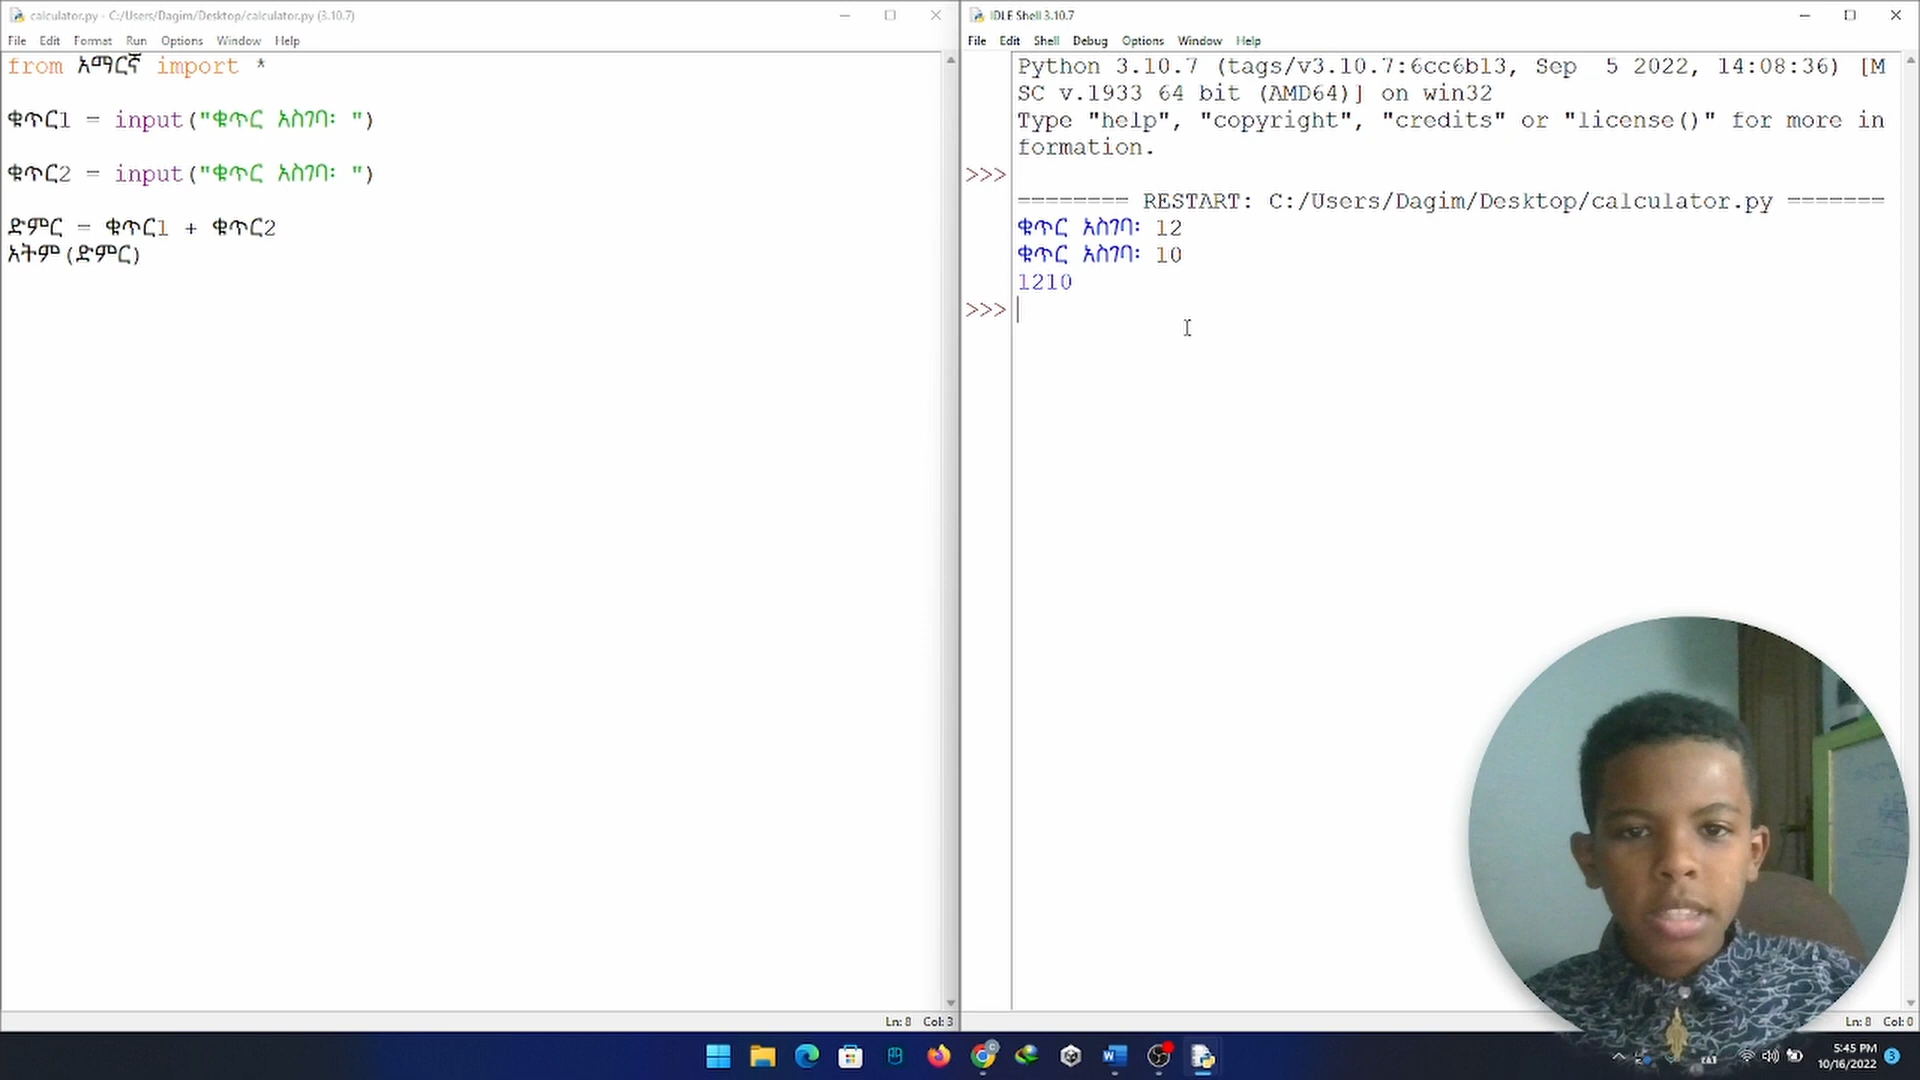 calculator.py - C:/Users/Dagim/Desktop/calculator.py (3.10.7)
File Edit Format Run Options Window Help
from አማርኛ import *
ቁጥር1 = input("ቁጥር አስገባ፡ ")
ቁጥር2 = input("ቁጥር አስገባ፡ ")
ድምር = ቁጥር1 + ቁጥር2
አትም(ድምር)
Ln: 8 Col: 3
IDLE Shell 3.10.7
File Edit Shell Debug Options Window Help
Python 3.10.7 (tags/v3.10.7:6cc6b13, Sep 5 2022, 14:08:36) [M
SC v.1933 64 bit (AMD64)] on win32
Type "help", "copyright", "credits" or "license()" for more in
formation.
>>>
======== RESTART: C:/Users/Dagim/Desktop/calculator.py =======
ቁጥር አስገባ፡ 12
ቁጥር አስገባ፡ 10
1210
>>>
Ln: 8 Col: 0
5:45 PM
10/16/2022
3